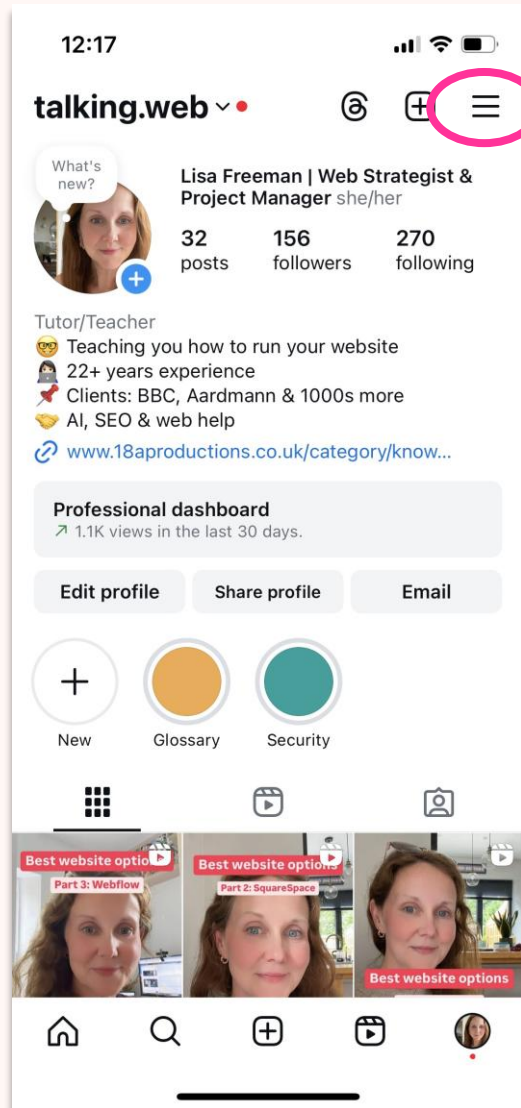 12:17
talking.web
What's
new?
Lisa Freeman | Web Strategist &
Project Manager she/her
32 156 270
posts followers following
Tutor/Teacher
🤓 Teaching you how to run your website
👩🏻‍💻 22+ years experience
📌 Clients: BBC, Aardmann & 1000s more
🤝 AI, SEO & web help
www.18aproductions.co.uk/category/know...
Professional dashboard
↗ 1.1K views in the last 30 days.
Edit profile Share profile Email
New Glossary Security
Best website optio Best website options
Part 3: Webflow Part 2: SquareSpace
Best website options